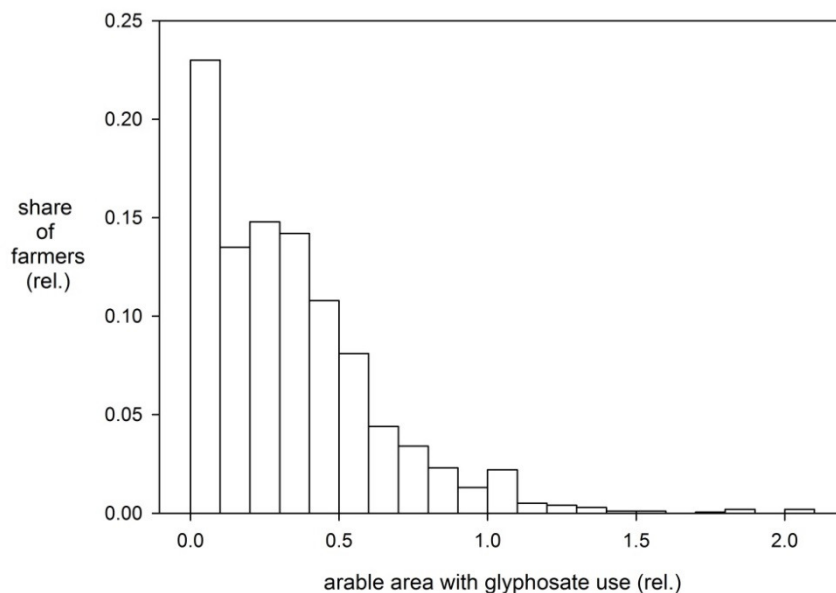 0.25
0.20
0.15
share
of
farmers
(rel.)
0.10
0.05
0.00
0.0 0.5 1.0 1.5 2.0
arable area with glyphosate use (rel.)